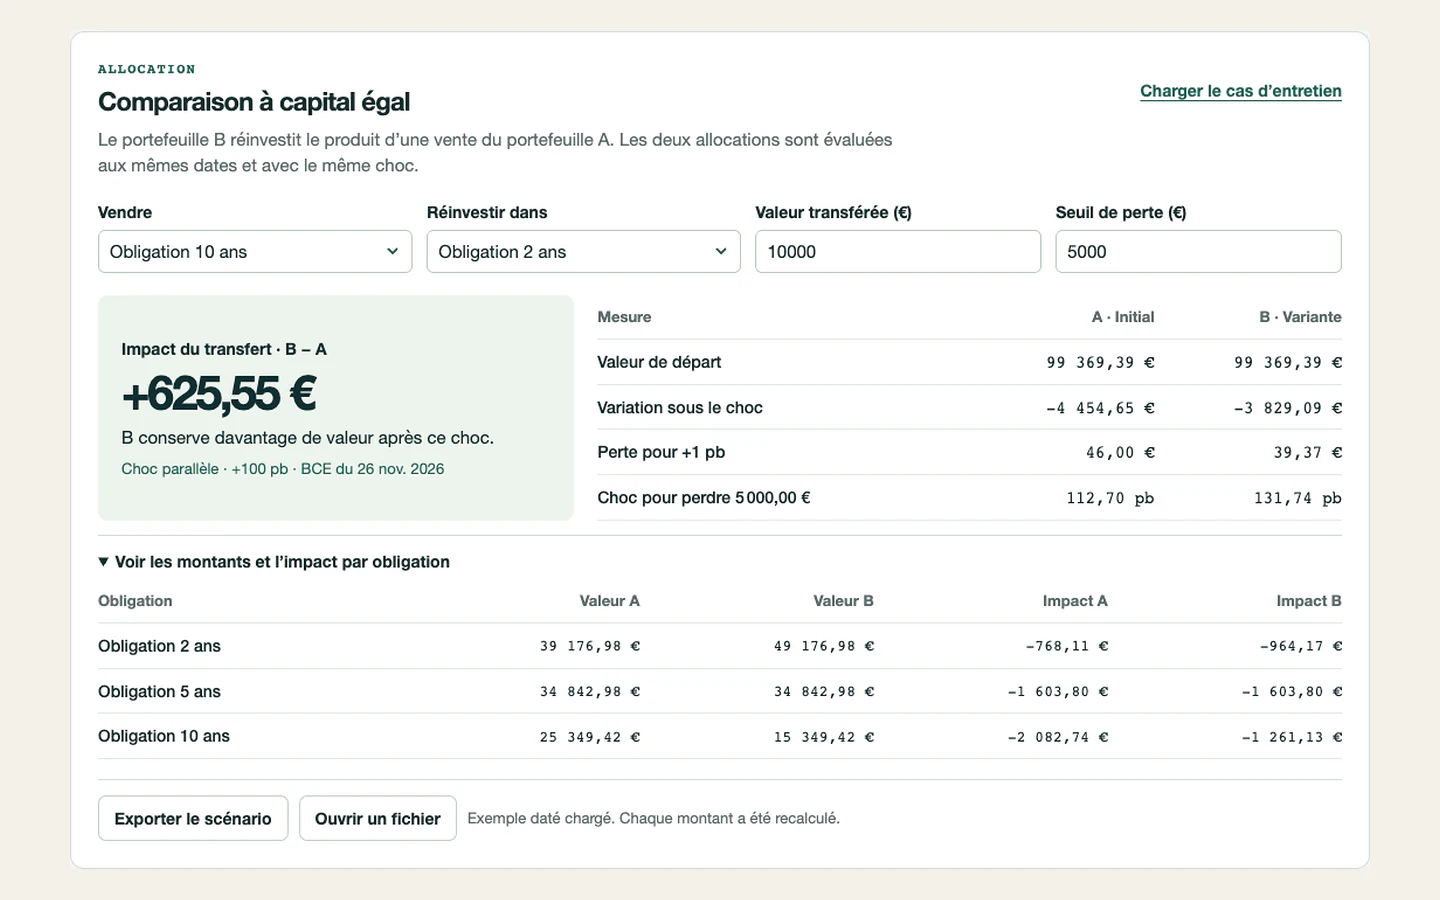 ALLOCATION
Comparaison à capital égal
Charger le cas d’entretien
Le portefeuille B réinvestit le produit d’une vente du portefeuille A. Les deux allocations sont évaluées
aux mêmes dates et avec le même choc.
Vendre Réinvestir dans Valeur transférée (€) Seuil de perte (€)
Obligation 10 ans Obligation 2 ans 10000 5000
Impact du transfert · B – A
+625,55 €
B conserve davantage de valeur après ce choc.
Choc parallèle · +100 pb · BCE du 26 nov. 2026
Mesure A · Initial B · Variante
Valeur de départ 99 369,39 € 99 369,39 €
Variation sous le choc −4 454,65 € −3 829,09 €
Perte pour +1 pb 46,00 € 39,37 €
Choc pour perdre 5 000,00 € 112,70 pb 131,74 pb
▼ Voir les montants et l’impact par obligation
Obligation Valeur A Valeur B Impact A Impact B
Obligation 2 ans 39 176,98 € 49 176,98 € −768,11 € −964,17 €
Obligation 5 ans 34 842,98 € 34 842,98 € −1 603,80 € −1 603,80 €
Obligation 10 ans 25 349,42 € 15 349,42 € −2 082,74 € −1 261,13 €
Exporter le scénario Ouvrir un fichier Exemple daté chargé. Chaque montant a été recalculé.